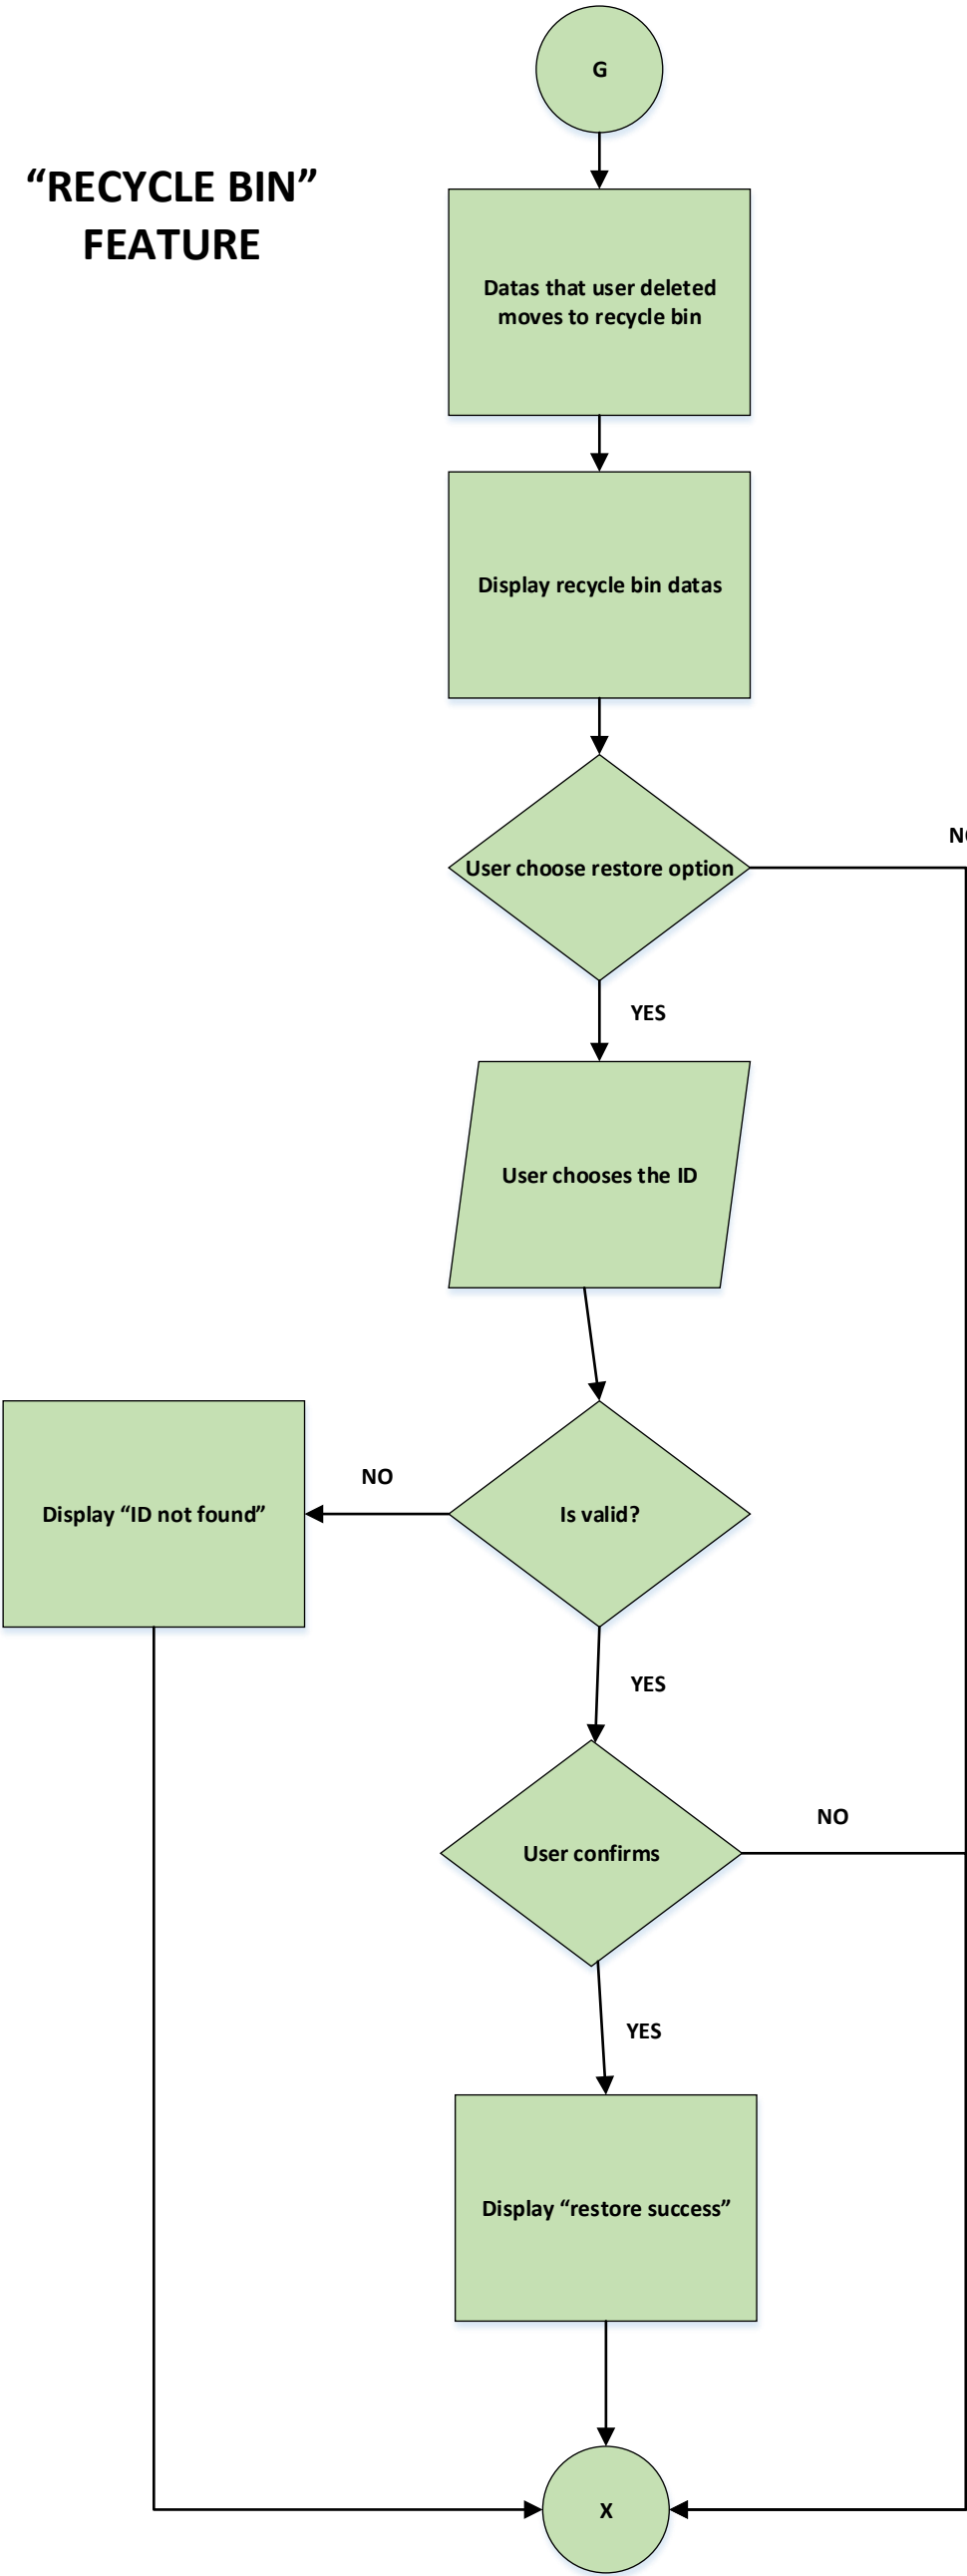 G
“RECYCLE BIN”
FEATURE
Datas that user deleted
moves to recycle bin
Display recycle bin datas
User choose restore option
YES
User chooses the ID
NO
Display “ID not found”
Is valid?
YES
NO
User confirms
YES
Display “restore success”
X